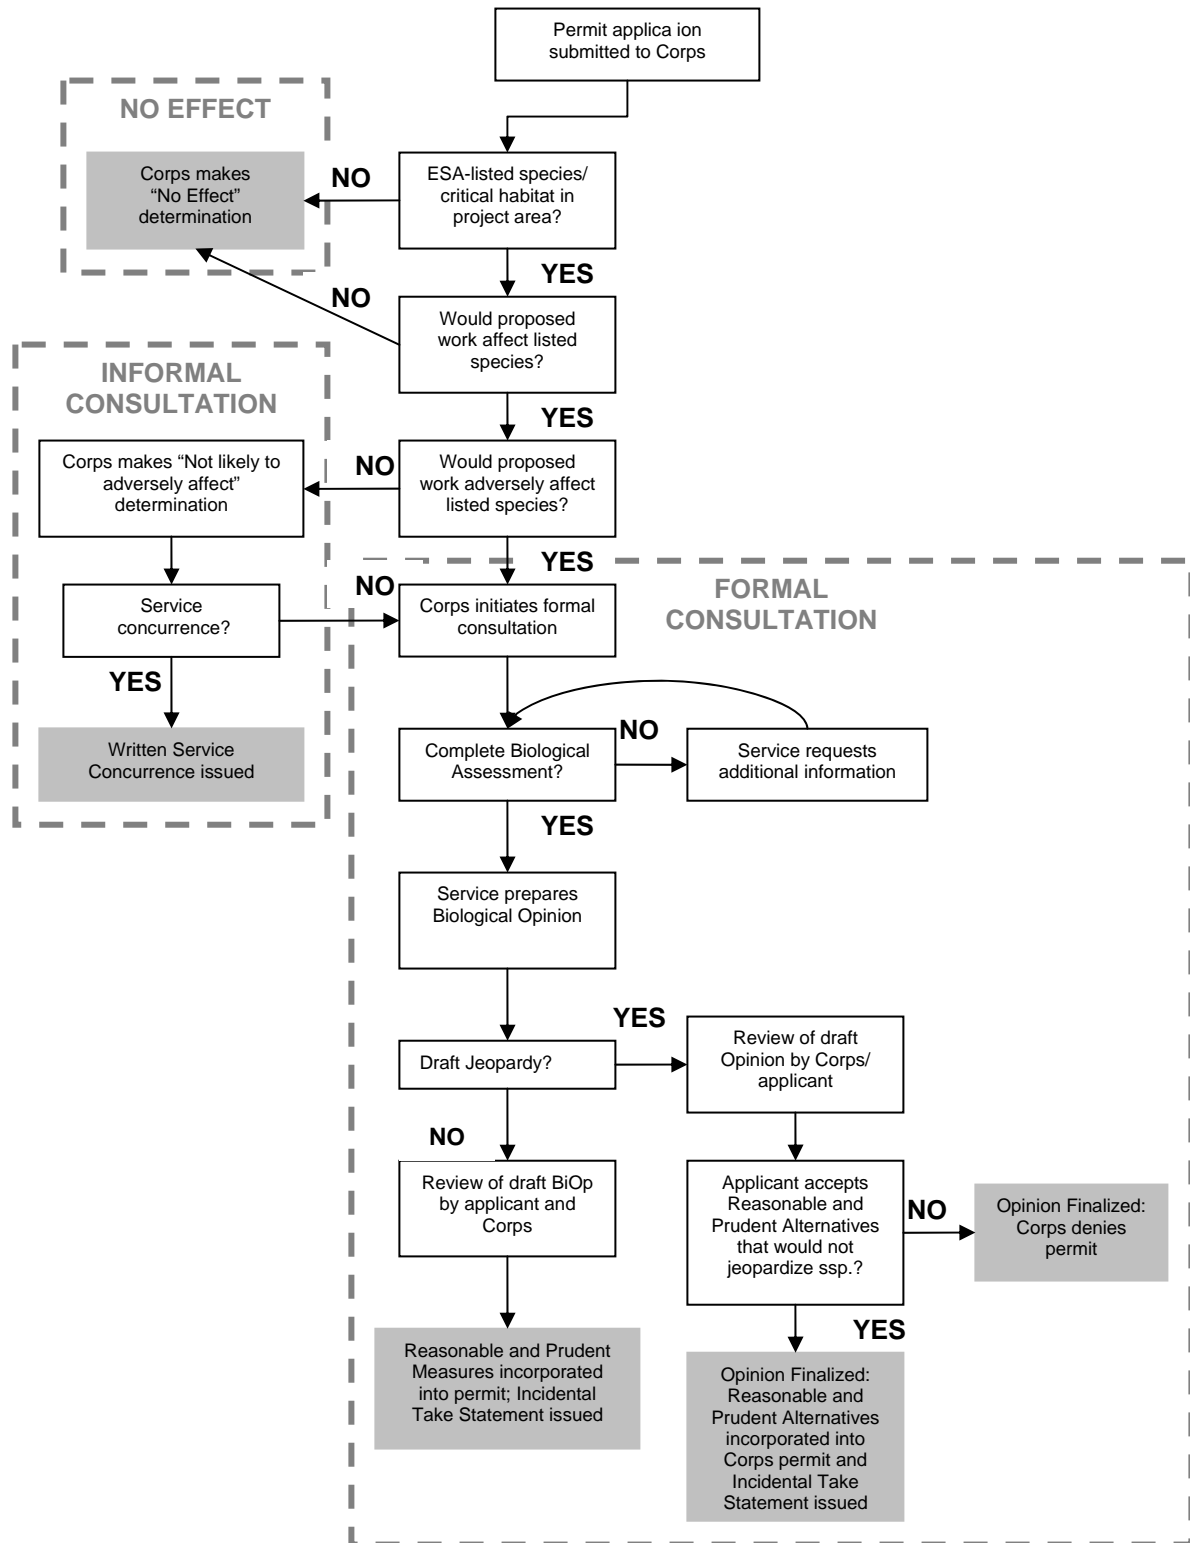 Permit applica ion
submitted to Corps
NO EFFECT
Corps makes
“No Effect”
determination
NO
ESA-listed species/
critical habitat in
project area?
YES
NO
Would proposed
work affect listed
species?
YES
INFORMAL
CONSULTATION
Corps makes “Not likely to
adversely affect”
determination
NO
Would proposed
work adversely affect
listed species?
YES
Service
concurrence?
NO
YES
Written Service
Concurrence issued
FORMAL
CONSULTATION
Corps initiates formal
consultation
Complete Biological
Assessment?
NO
Service requests
additional information
YES
Service prepares
Biological Opinion
Draft Jeopardy?
YES
Review of draft
Opinion by Corps/
applicant
NO
Review of draft BiOp
by applicant and
Corps
Applicant accepts
Reasonable and
Prudent Alternatives
that would not
jeopardize ssp.?
NO
Opinion Finalized:
Corps denies
permit
YES
Reasonable and Prudent
Measures incorporated
into permit; Incidental
Take Statement issued
Opinion Finalized:
Reasonable and
Prudent Alternatives
incorporated into
Corps permit and
Incidental Take
Statement issued